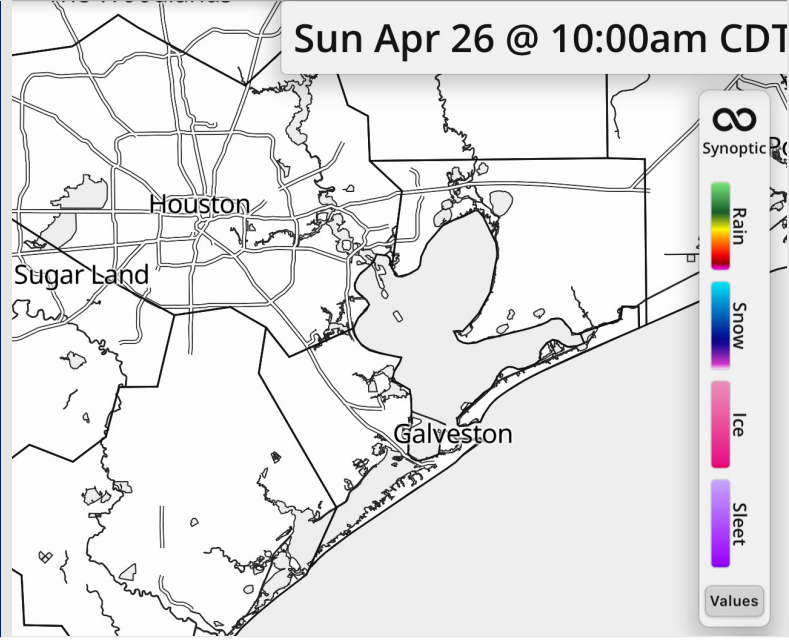 Sun Apr 26 @ 10:00am CDT
Synoptic
Houston
Rain
Sugar Land
Snow
Ice
Galveston
Sleet
Values